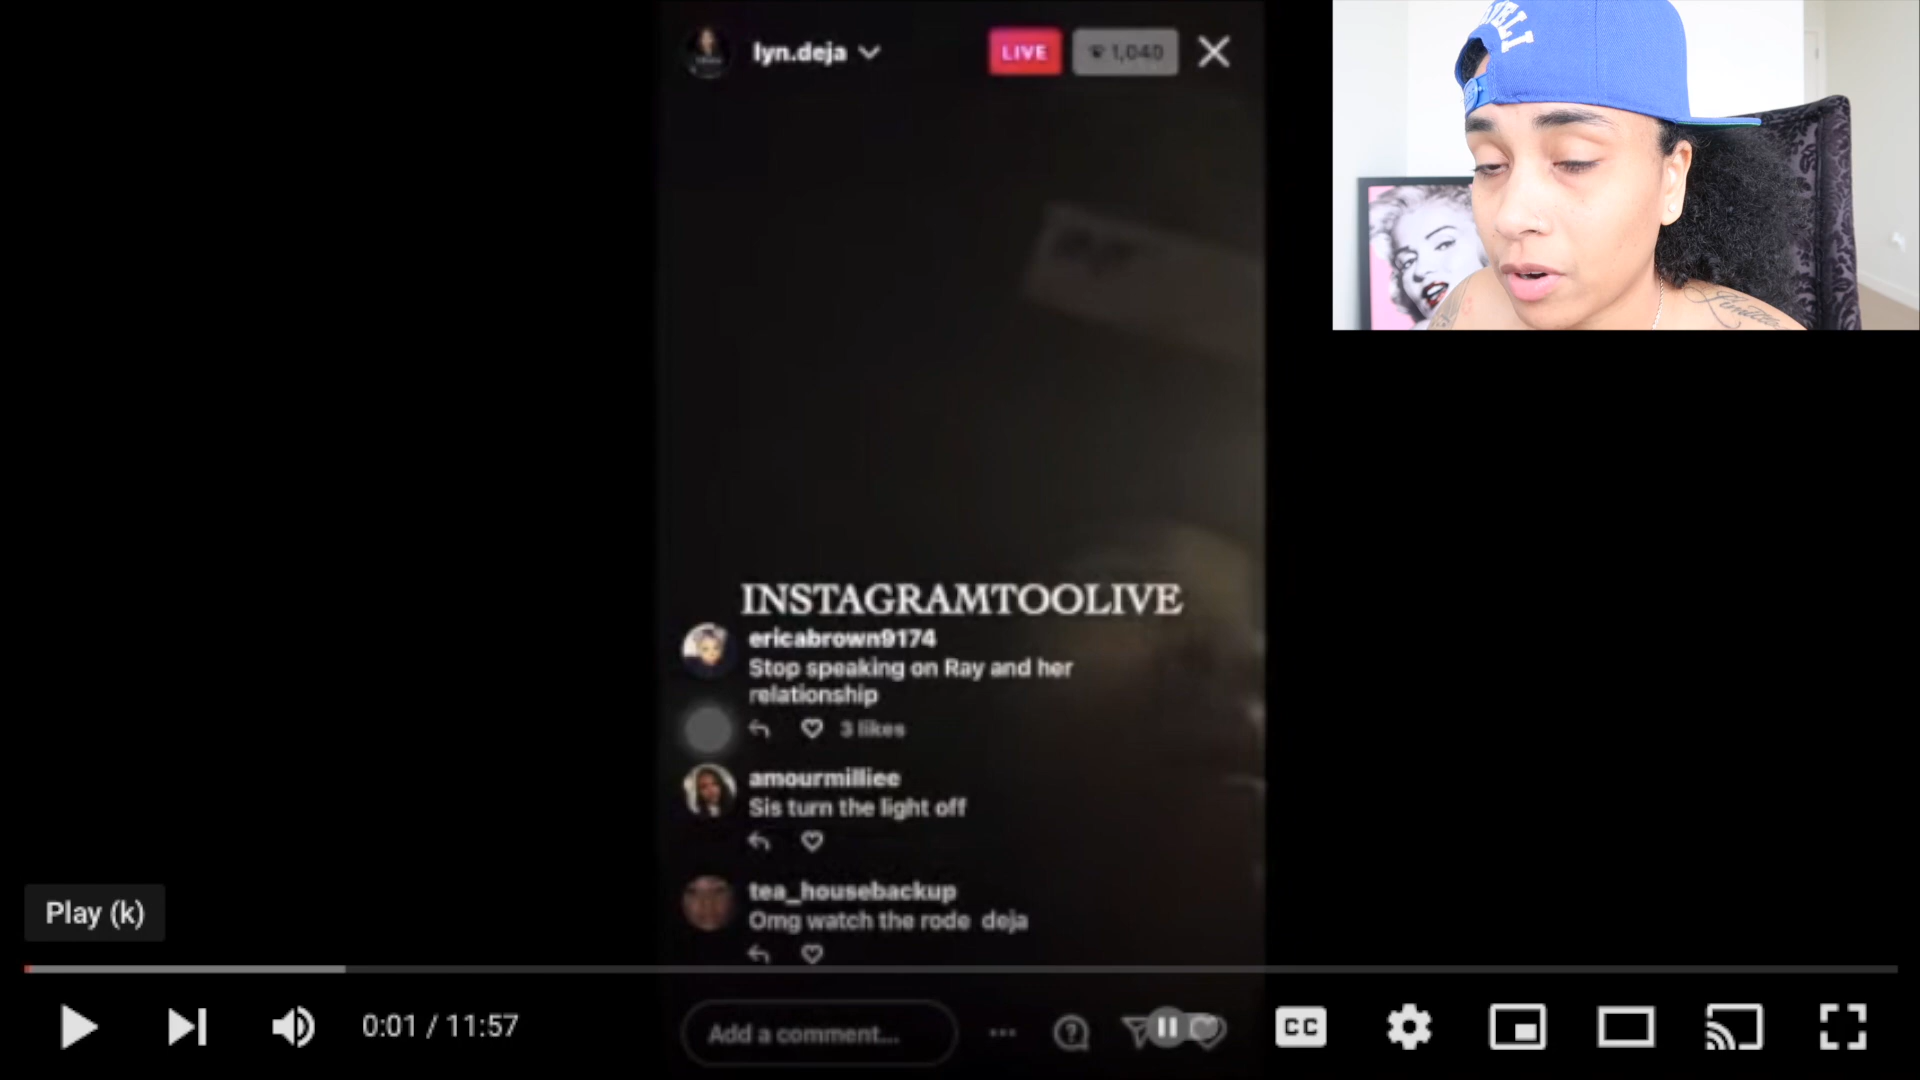 lyn.deja
LIVE
1,040
INSTAGRAMTOOLIVE
ericabrown9174
Stop speaking on Ray and her
relationship
3 likes
amourmilliee
Sis turn the light off
tea_housebackup
Omg watch the rode deja
Play (k)
0:01 / 11:57
Add a comment...
CC